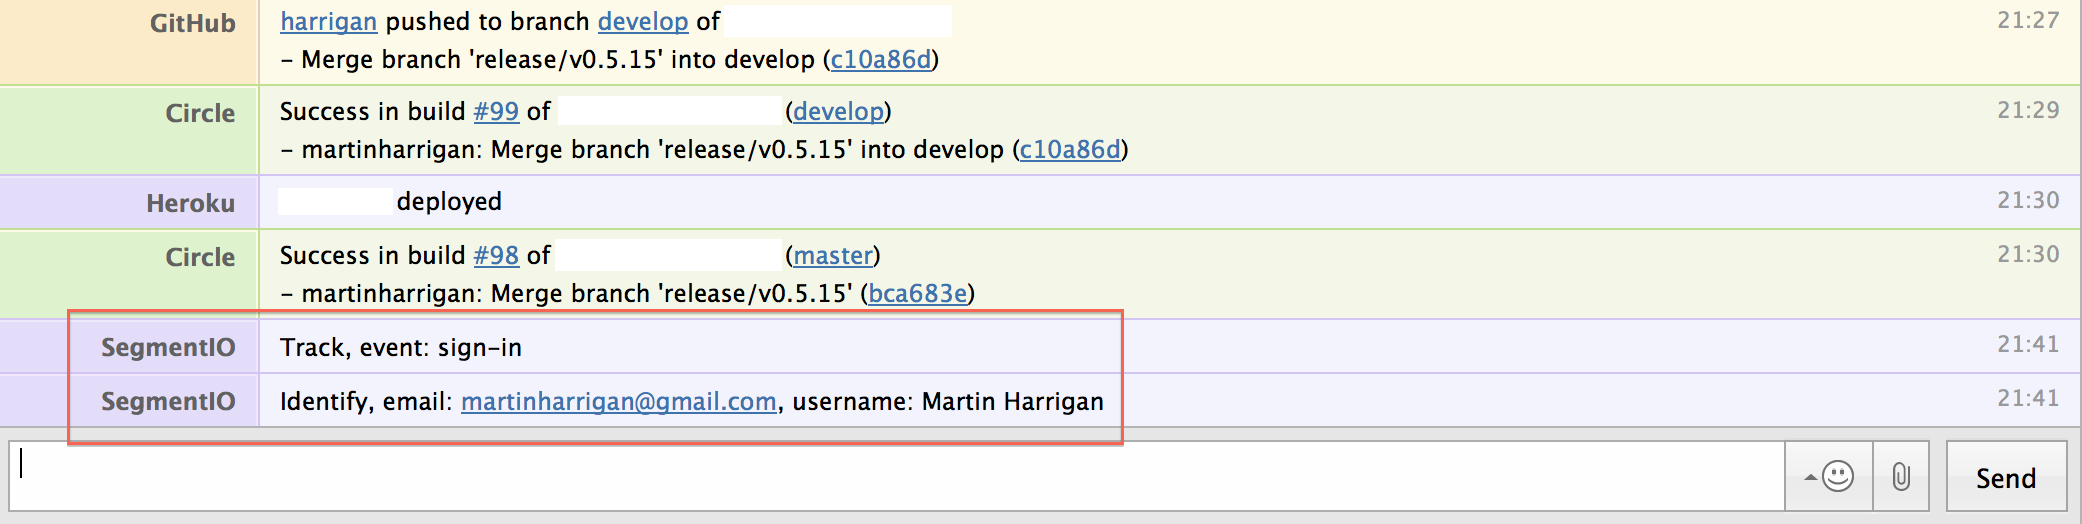 GitHub harrigan pushed to branch develop of 21:27
- Merge branch 'release/v0.5.15' into develop (c10a86d)
Circle Success in build #99 of (develop) 21:29
- martinharrigan: Merge branch 'release/v0.5.15' into develop (c10a86d)
Heroku deployed 21:30
Circle Success in build #98 of (master) 21:30
- martinharrigan: Merge branch 'release/v0.5.15' (bca683e)
SegmentIO Track, event: sign-in 21:41
SegmentIO Identify, email: martinharrigan@gmail.com, username: Martin Harrigan 21:41
Send